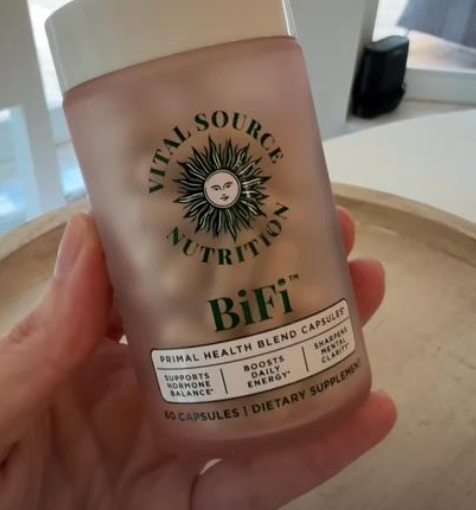 VITAL SOURCE
NUTRITION
BiFi™
PRIMAL HEALTH BLEND CAPSULES*
SUPPORTS
HORMONE
BALANCE*
BOOSTS
DAILY
ENERGY*
SHARPENS
MENTAL
CLARITY*
60 CAPSULES | DIETARY SUPPLEMENT